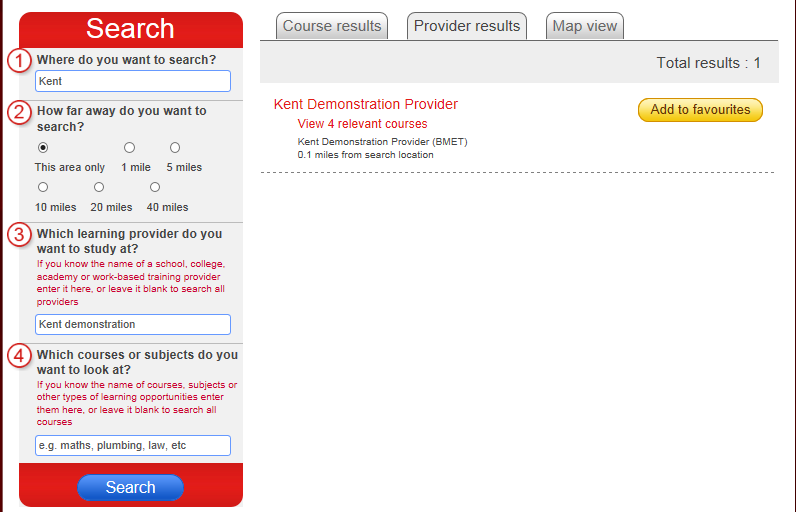 Search
1 Where do you want to search?
Kent
2 How far away do you want to
search?
This area only 1 mile 5 miles
10 miles 20 miles 40 miles
3 Which learning provider do you
want to study at?
If you know the name of a school, college,
academy or work-based training provider
enter it here, or leave it blank to search all
providers
Kent demonstration
4 Which courses or subjects do you
want to look at?
If you know the name of courses, subjects or
other types of learning opportunities enter
them here, or leave it blank to search all
courses
e.g. maths, plumbing, law, etc
Search
Course results Provider results Map view
Total results : 1
Kent Demonstration Provider
Add to favourites
View 4 relevant courses
Kent Demonstration Provider (BMET)
0.1 miles from search location